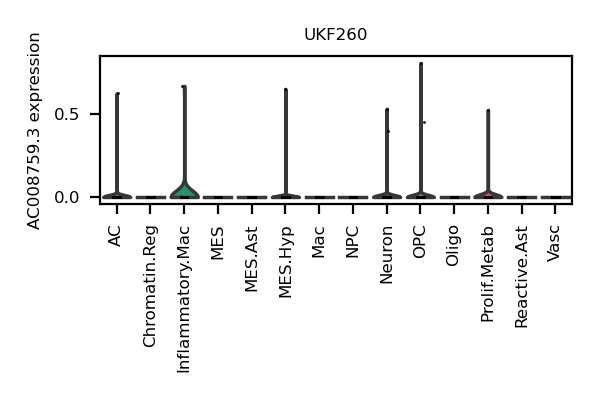 UKF260
AC008759.3 expression
0.5
0.0
AC
Chromatin.Reg
Inflammatory.Mac
MES
MES.Ast
MES.Hyp
Mac
NPC
Neuron
OPC
Oligo
Prolif.Metab
Reactive.Ast
Vasc